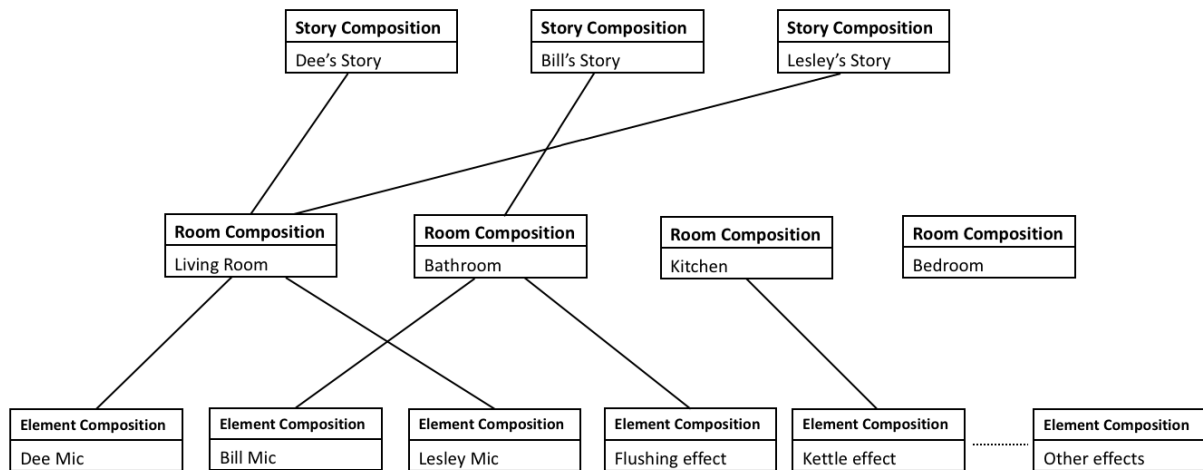 Story Composition
Dee’s Story
Story Composition
Bill’s Story
Story Composition
Lesley’s Story
Room Composition
Living Room
Room Composition
Bathroom
Room Composition
Kitchen
Room Composition
Bedroom
Element Composition
Dee Mic
Element Composition
Bill Mic
Element Composition
Lesley Mic
Element Composition
Flushing effect
Element Composition
Kettle effect
Element Composition
Other effects